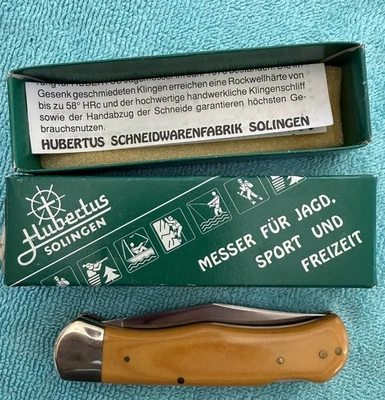 Gesenk geschmiedeten Klingen erreichen eine Rockwellhärte von
bis zu 58° HRc und der hochwertige handwerkliche Klingenschliff
sowie der Handabzug der Schneide garantieren höchsten Ge-
brauchsnutzen.
HUBERTUS SCHNEIDWARENFABRIK SOLINGEN
Hubertus
SOLINGEN
MESSER FÜR JAGD,
SPORT UND
FREIZEIT